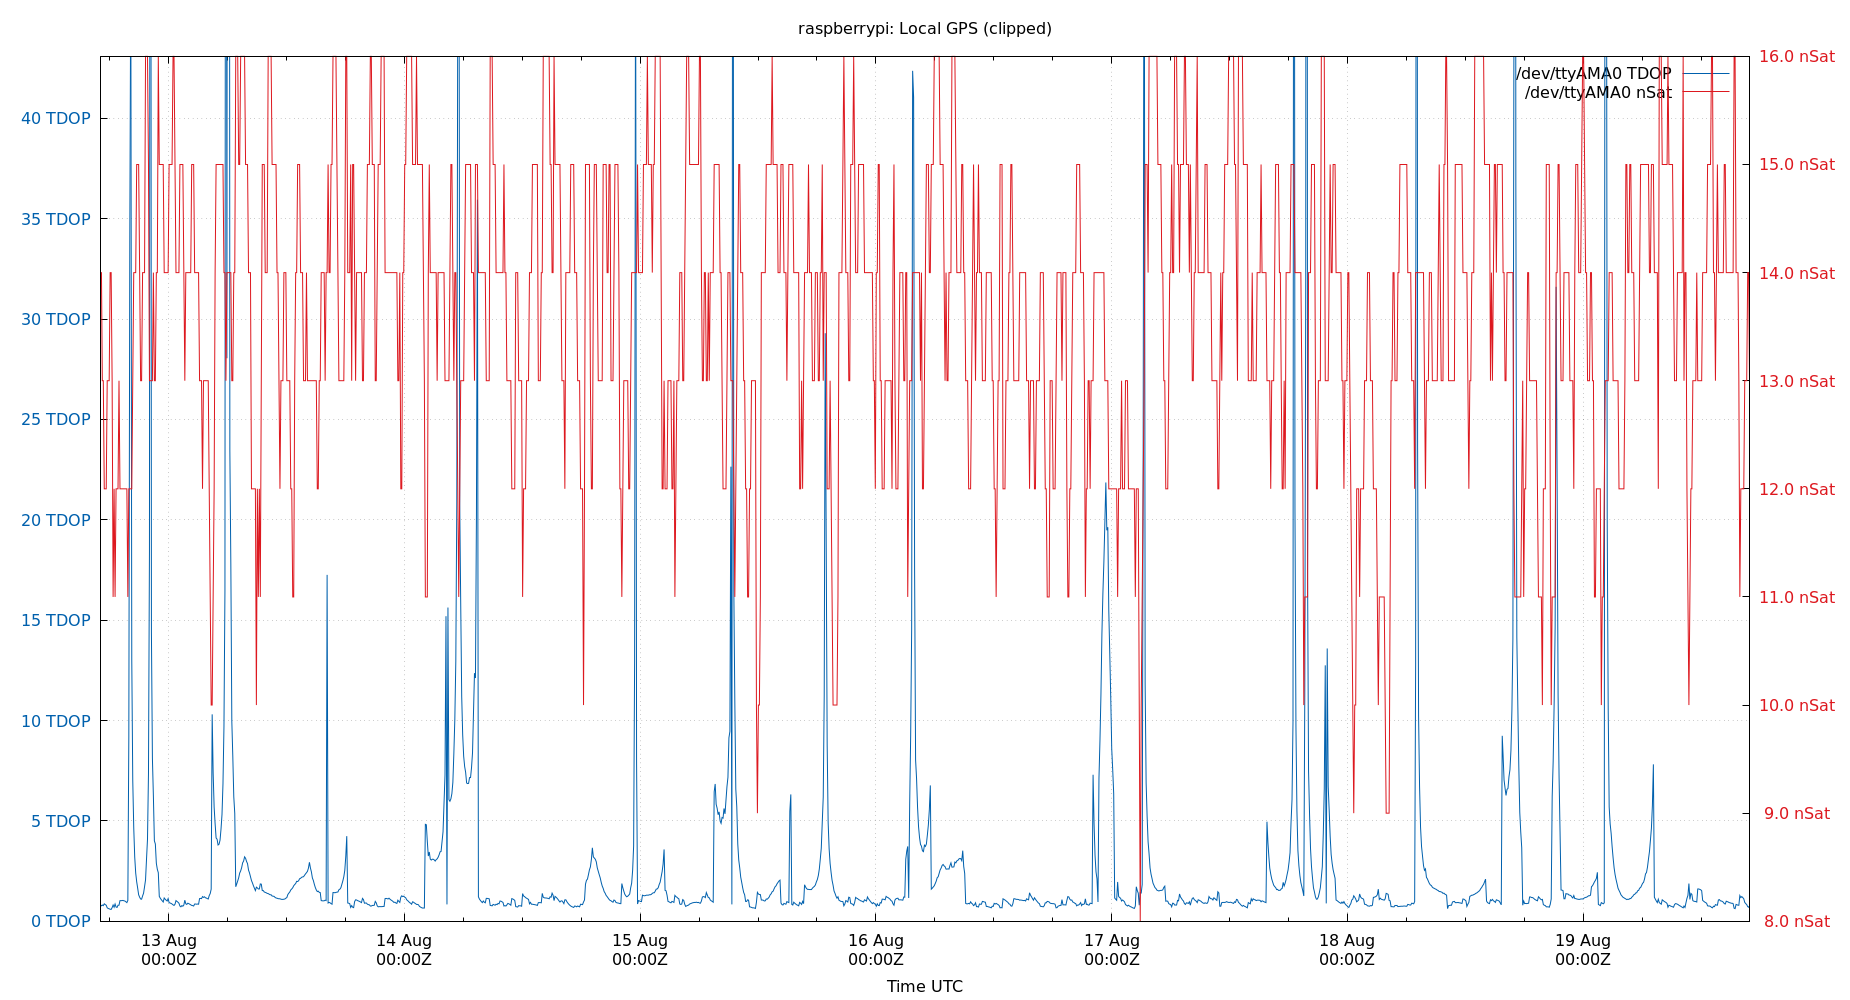 raspberrypi: Local GPS (clipped)
/dev/ttyAMA0 TDOP
/dev/ttyAMA0 nSat
40 TDOP
35 TDOP
30 TDOP
25 TDOP
20 TDOP
15 TDOP
10 TDOP
5 TDOP
0 TDOP
16.0 nSat
15.0 nSat
14.0 nSat
13.0 nSat
12.0 nSat
11.0 nSat
10.0 nSat
9.0 nSat
8.0 nSat
13 Aug
00:00Z
14 Aug
00:00Z
15 Aug
00:00Z
16 Aug
00:00Z
17 Aug
00:00Z
18 Aug
00:00Z
19 Aug
00:00Z
Time UTC